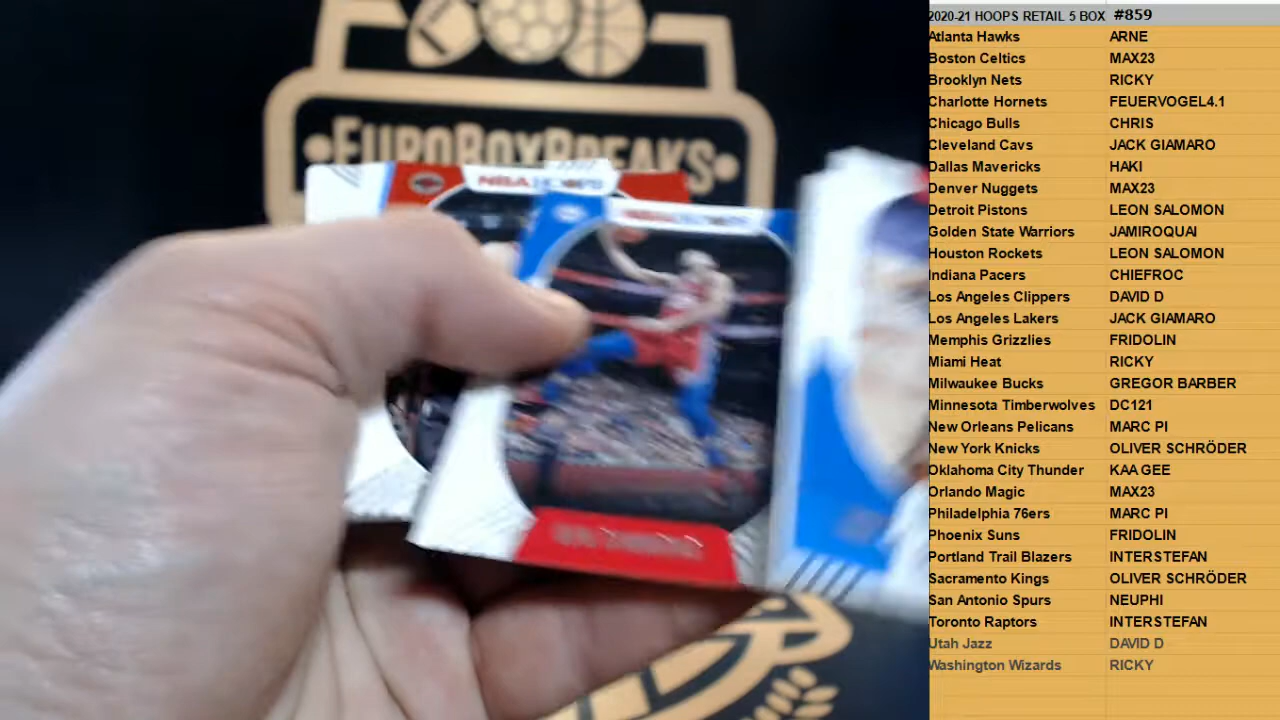 EUROBOXBREAKS
NBA HOOPS
NBA HOOPS
2020-21 HOOPS RETAIL 5 BOX #859
Atlanta Hawks ARNE
Boston Celtics MAX23
Brooklyn Nets RICKY
Charlotte Hornets FEUERVOGEL4.1
Chicago Bulls CHRIS
Cleveland Cavs JACK GIAMARO
Dallas Mavericks HAKI
Denver Nuggets MAX23
Detroit Pistons LEON SALOMON
Golden State Warriors JAMIROQUAI
Houston Rockets LEON SALOMON
Indiana Pacers CHIEFROC
Los Angeles Clippers DAVID D
Los Angeles Lakers JACK GIAMARO
Memphis Grizzlies FRIDOLIN
Miami Heat RICKY
Milwaukee Bucks GREGOR BARBER
Minnesota Timberwolves DC121
New Orleans Pelicans MARC PI
New York Knicks OLIVER SCHRÖDER
Oklahoma City Thunder KAA GEE
Orlando Magic MAX23
Philadelphia 76ers MARC PI
Phoenix Suns FRIDOLIN
Portland Trail Blazers INTERSTEFAN
Sacramento Kings OLIVER SCHRÖDER
San Antonio Spurs NEUPHI
Toronto Raptors INTERSTEFAN
Utah Jazz DAVID D
Washington Wizards RICKY